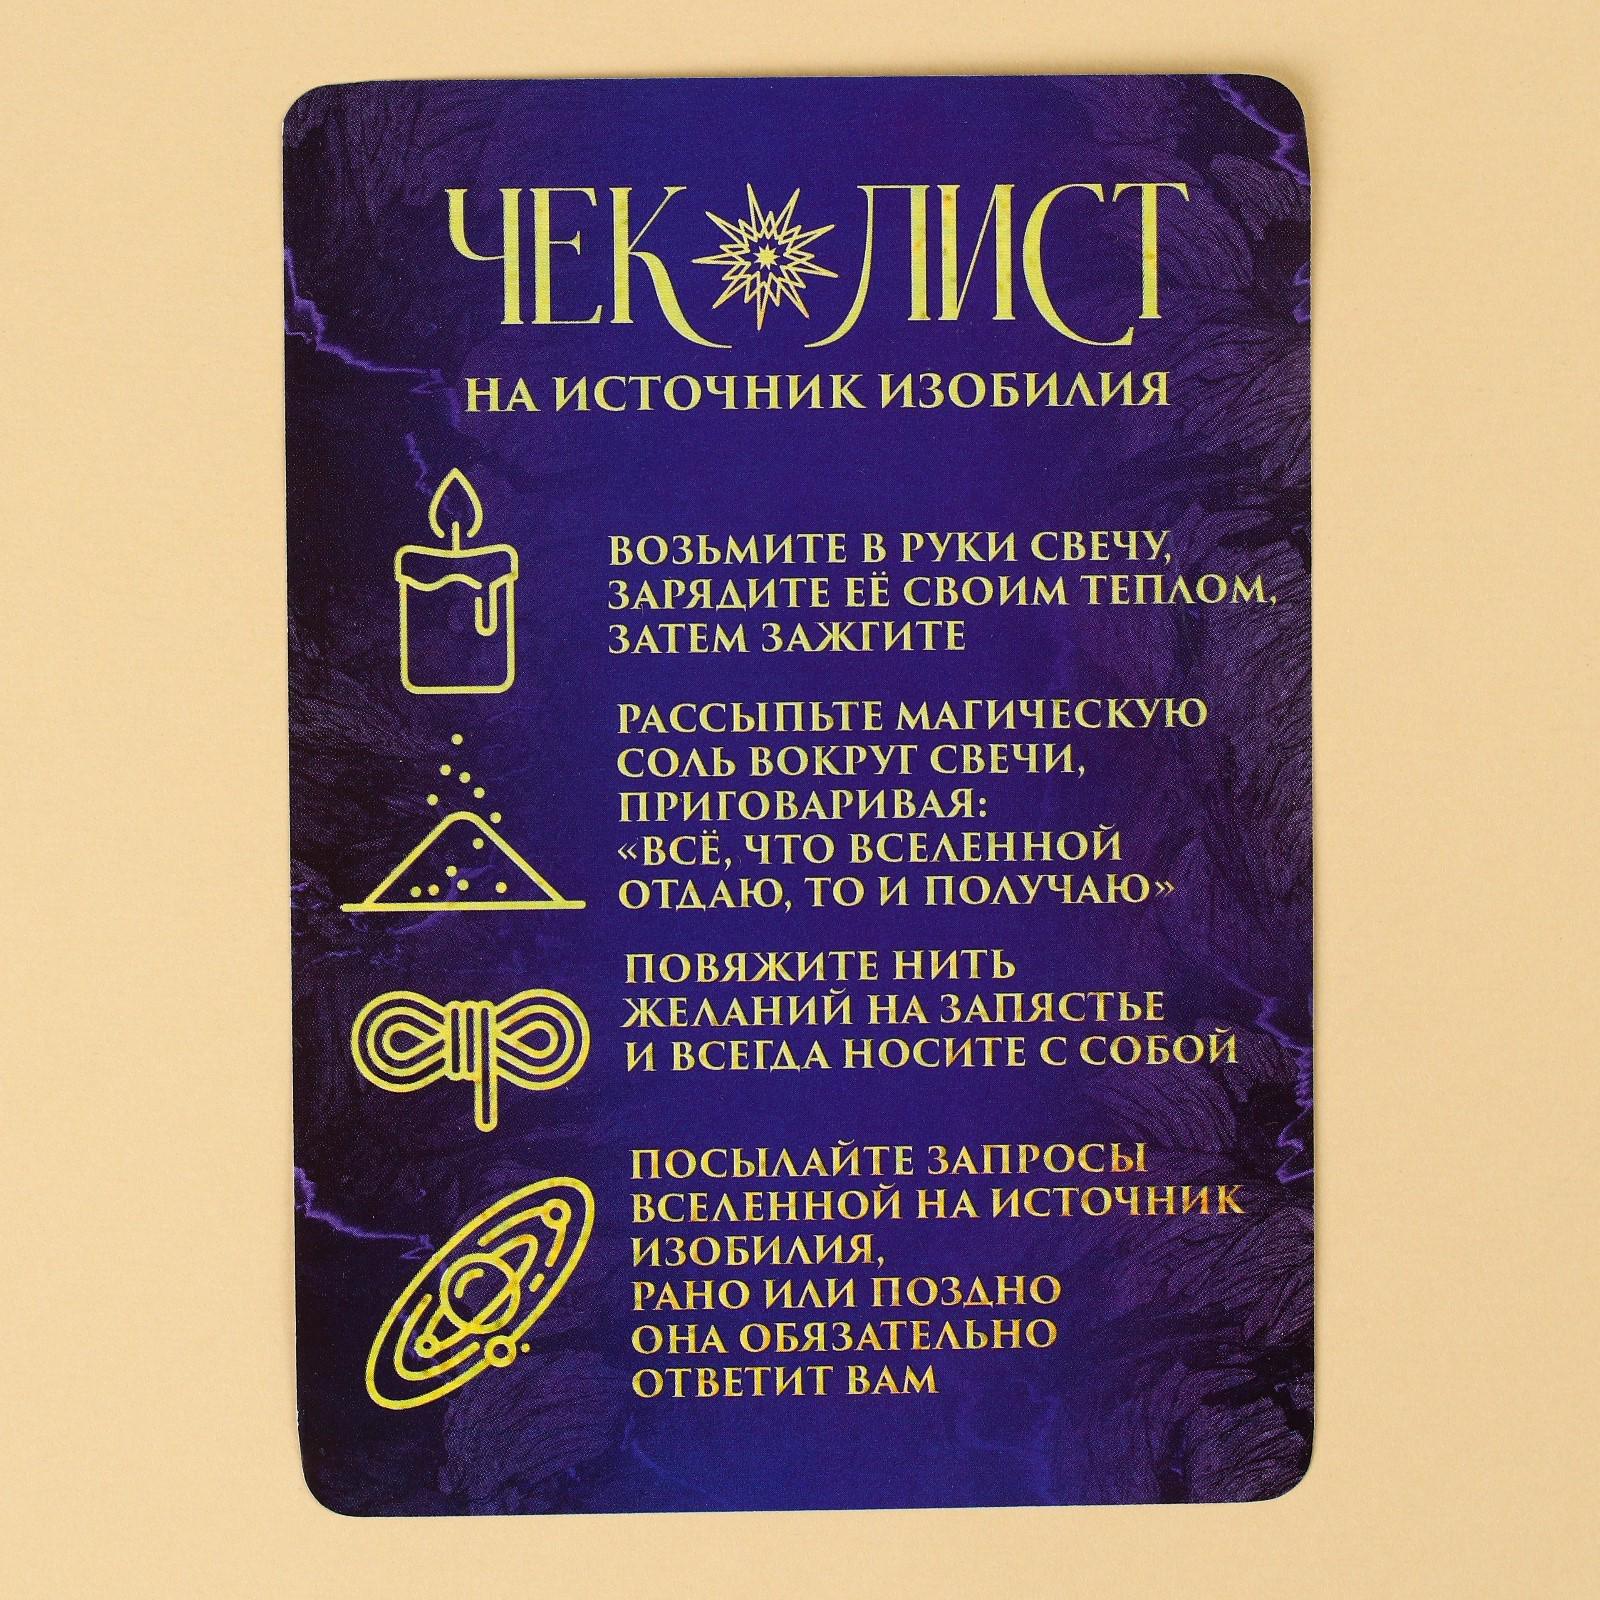 ЧЕК ЛИСТ
НА ИСТОЧНИК ИЗОБИЛИЯ
ВОЗЬМИТЕ В РУКИ СВЕЧУ,
ЗАРЯДИТЕ ЕЁ СВОИМ ТЕПЛОМ,
ЗАТЕМ ЗАЖГИТЕ
РАССЫПЬТЕ МАГИЧЕСКУЮ
СОЛЬ ВОКРУГ СВЕЧИ,
ПРИГОВАРИВАЯ:
«ВСЁ, ЧТО ВСЕЛЕННОЙ
ОТДАЮ, ТО И ПОЛУЧАЮ»
ПОВЯЖИТЕ НИТЬ
ЖЕЛАНИЙ НА ЗАПЯСТЬЕ
И ВСЕГДА НОСИТЕ С СОБОЙ
ПОСЫЛАЙТЕ ЗАПРОСЫ
ВСЕЛЕННОЙ НА ИСТОЧНИК
ИЗОБИЛИЯ,
РАНО ИЛИ ПОЗДНО
ОНА ОБЯЗАТЕЛЬНО
ОТВЕТИТ ВАМ